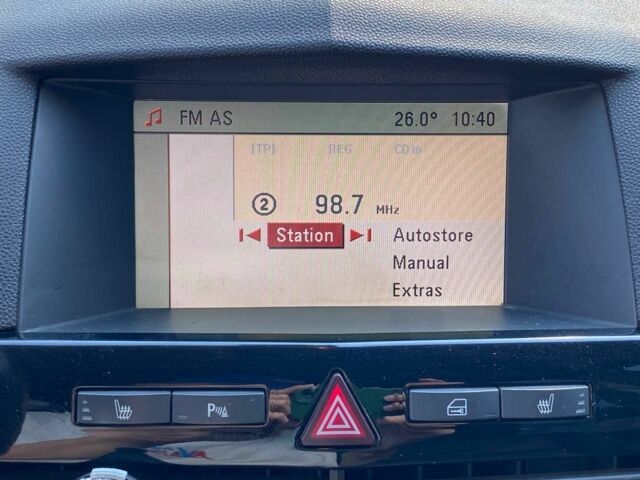 FM AS 26.0° 10:40
[TP] REG CD in
2 98.7 MHz
Station Autostore
Manual
Extras
P